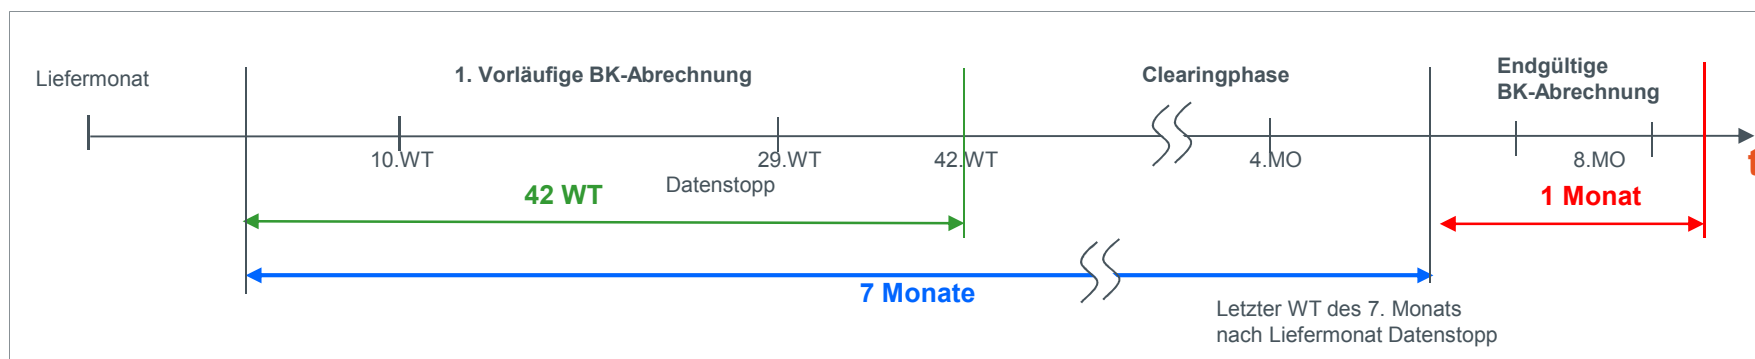 Liefermonat
1. Vorläufige BK-Abrechnung
Clearingphase
Endgültige
BK-Abrechnung
10.WT
29.WT
42.WT
4.MO
8.MO
t
Datenstopp
42 WT
1 Monat
7 Monate
Letzter WT des 7. Monats
nach Liefermonat Datenstopp